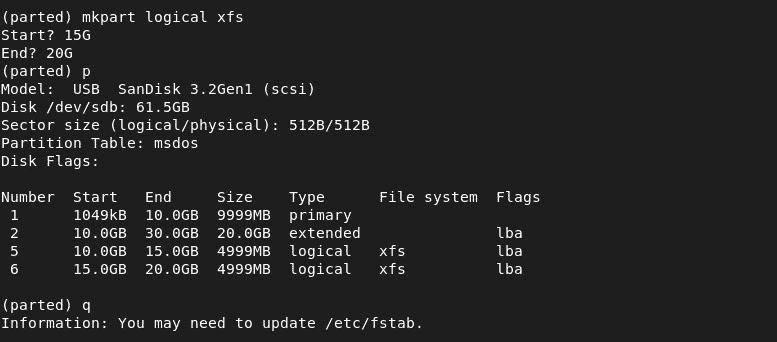 (parted) mkpart logical xfs
Start? 15G
End? 20G
(parted) p
Model:  USB  SanDisk 3.2Gen1 (scsi)
Disk /dev/sdb: 61.5GB
Sector size (logical/physical): 512B/512B
Partition Table: msdos
Disk Flags:
Number  Start   End     Size    Type      File system  Flags
 1      1049kB  10.0GB  9999MB  primary
 2      10.0GB  30.0GB  20.0GB  extended               lba
 5      10.0GB  15.0GB  4999MB  logical   xfs          lba
 6      15.0GB  20.0GB  4999MB  logical   xfs          lba
(parted) q
Information: You may need to update /etc/fstab.